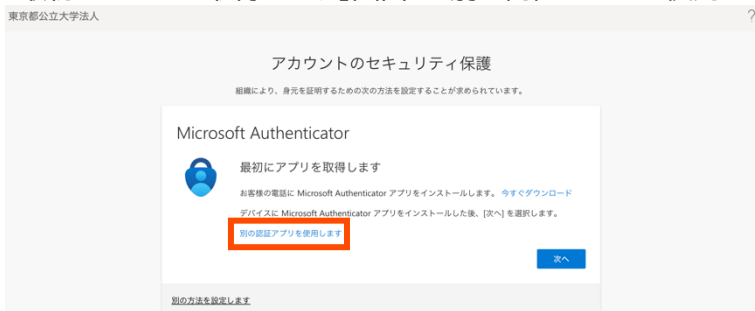 東京都公立大学法人
?
アカウントのセキュリティ保護
組織により、身元を証明するための次の方法を設定することが求められています。
Microsoft Authenticator
最初にアプリを取得します
お客様の電話に Microsoft Authenticator アプリをインストールします。 今すぐダウンロード
デバイスに Microsoft Authenticator アプリをインストールした後、[次へ] を選択します。
別の認証アプリを使用します
次へ
別の方法を設定します